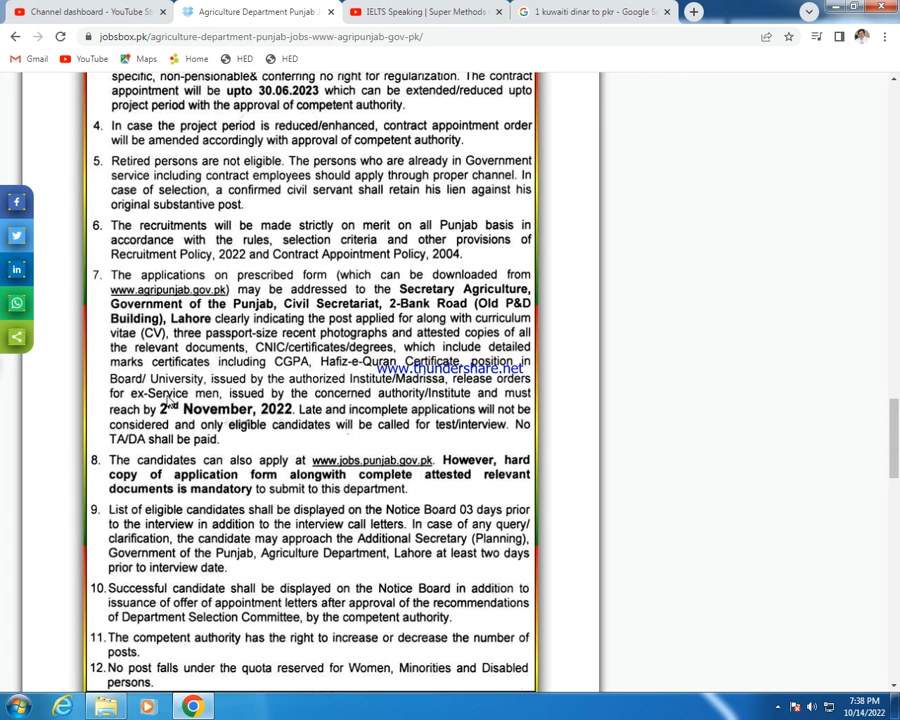 Channel dashboard - YouTube St
Agriculture Department Punjab J
IELTS Speaking | Super Methods
1 kuwaiti dinar to pkr - Google S
jobsbox.pk/agriculture-department-punjab-jobs-www-agripunjab-gov-pk/
Gmail
YouTube
Maps
Home
HED
HED
specific, non-pensionable& conferring no right for regularization. The contract
appointment will be upto 30.06.2023 which can be extended/reduced upto
project period with the approval of competent authority.
4. In case the project period is reduced/enhanced, contract appointment order
will be amended accordingly with approval of competent authority.
5. Retired persons are not eligible. The persons who are already in Government
service including contract employees should apply through proper channel. In
case of selection, a confirmed civil servant shall retain his lien against his
original substantive post.
6. The recruitments will be made strictly on merit on all Punjab basis in
accordance with the rules, selection criteria and other provisions of
Recruitment Policy, 2022 and Contract Appointment Policy, 2004.
7. The applications on prescribed form (which can be downloaded from
www.agripunjab.gov.pk) may be addressed to the Secretary Agriculture,
Government of the Punjab, Civil Secretariat, 2-Bank Road (Old P&D
Building), Lahore clearly indicating the post applied for along with curriculum
vitae (CV), three passport-size recent photographs and attested copies of all
the relevant documents, CNIC/certificates/degrees, which include detailed
marks certificates including CGPA, Hafiz-e-Quran Certificate, position in
www.thundershare.net
Board/ University, issued by the authorized Institute/Madrissa, release orders
for ex-Service men, issued by the concerned authority/Institute and must
reach by 2nd November, 2022. Late and incomplete applications will not be
considered and only eligible candidates will be called for test/interview. No
TA/DA shall be paid.
8. The candidates can also apply at www.jobs.punjab.gov.pk. However, hard
copy of application form alongwith complete attested relevant
documents is mandatory to submit to this department.
9. List of eligible candidates shall be displayed on the Notice Board 03 days prior
to the interview in addition to the interview call letters. In case of any query/
clarification, the candidate may approach the Additional Secretary (Planning),
Government of the Punjab, Agriculture Department, Lahore at least two days
prior to interview date.
10. Successful candidate shall be displayed on the Notice Board in addition to
issuance of offer of appointment letters after approval of the recommendations
of Department Selection Committee, by the competent authority.
11. The competent authority has the right to increase or decrease the number of
posts.
12. No post falls under the quota reserved for Women, Minorities and Disabled
persons.
7:38 PM
10/14/2022